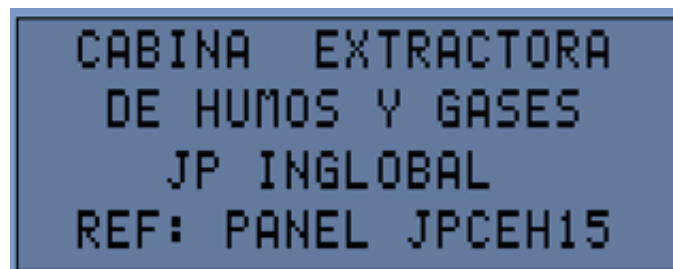 CABINA EXTRACTORA
DE HUMOS Y GASES
JP INGLOBAL
REF: PANEL JPCEH15